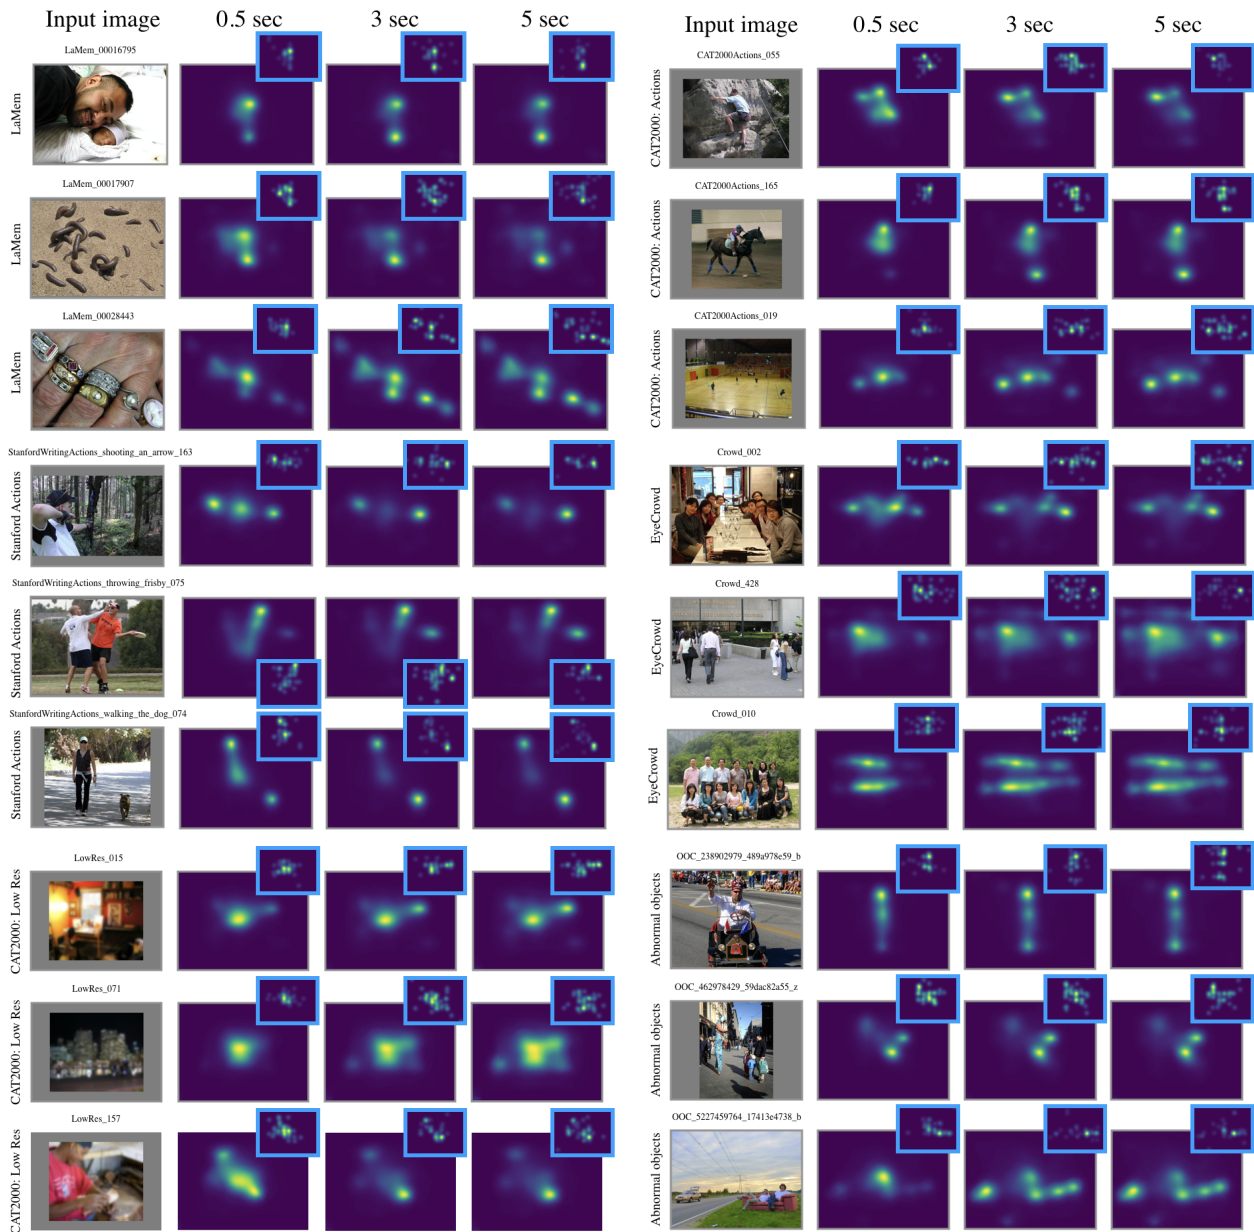 Input image 0.5 sec 3 sec 5 sec
LaMem_00016795
LaMem
LaMem_00017907
LaMem
LaMem_00028443
LaMem
StanfordWritingActions_shooting_an_arrow_163
Stanford Actions
StanfordWritingActions_throwing_frisby_075
Stanford Actions
StanfordWritingActions_walking_the_dog_074
Stanford Actions
LowRes_015
CAT2000: Low Res
LowRes_071
CAT2000: Low Res
LowRes_157
CAT2000: Low Res
Input image 0.5 sec 3 sec 5 sec
CAT2000Actions_055
CAT2000: Actions
CAT2000Actions_165
CAT2000: Actions
CAT2000Actions_019
CAT2000: Actions
Crowd_002
EyeCrowd
Crowd_428
EyeCrowd
Crowd_010
EyeCrowd
OOC_238902979_489a978e59_b
Abnormal objects
OOC_462978429_59dac82a55_z
Abnormal objects
OOC_5227459764_17413e4738_b
Abnormal objects